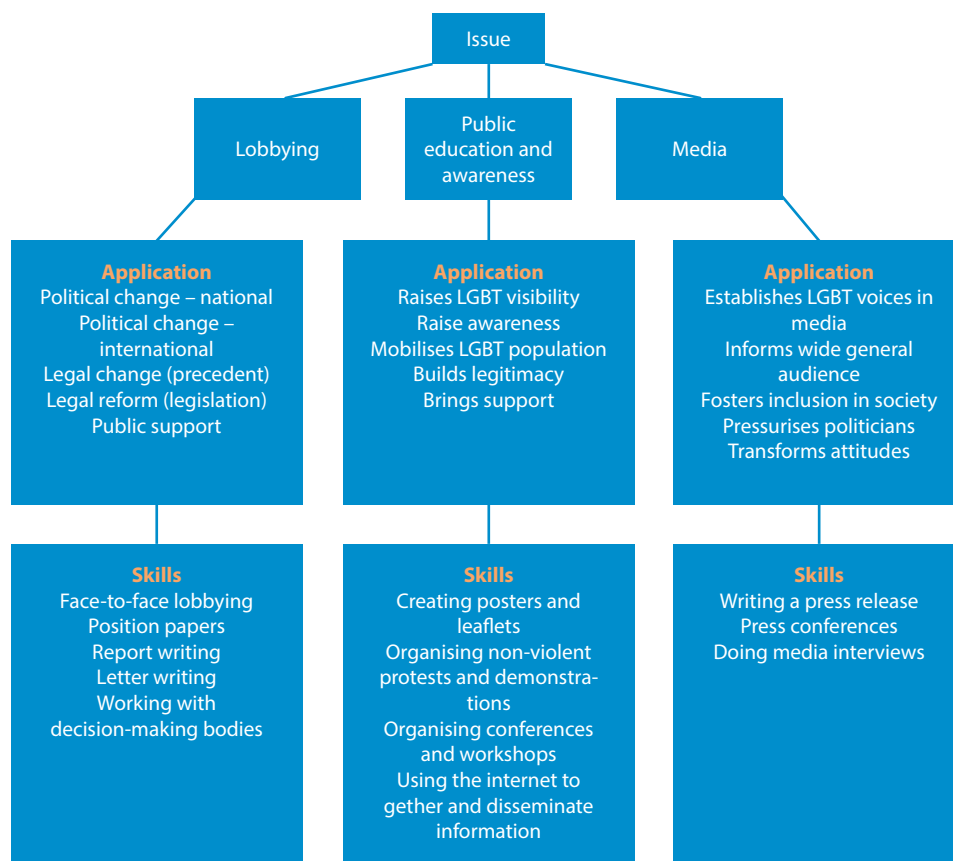 Issue
Lobbying
Public
education and
awareness
Media
Application
Political change – national
Political change –
international
Legal change (precedent)
Legal reform (legislation)
Public support
Application
Raises LGBT visibility
Raise awareness
Mobilises LGBT population
Builds legitimacy
Brings support
Application
Establishes LGBT voices in
media
Informs wide general
audience
Fosters inclusion in society
Pressurises politicians
Transforms attitudes
Skills
Face-to-face lobbying
Position papers
Report writing
Letter writing
Working with
decision-making bodies
Skills
Creating posters and
leaflets
Organising non-violent
protests and demonstra-
tions
Organising conferences
and workshops
Using the internet to
gether and disseminate
information
Skills
Writing a press release
Press conferences
Doing media interviews